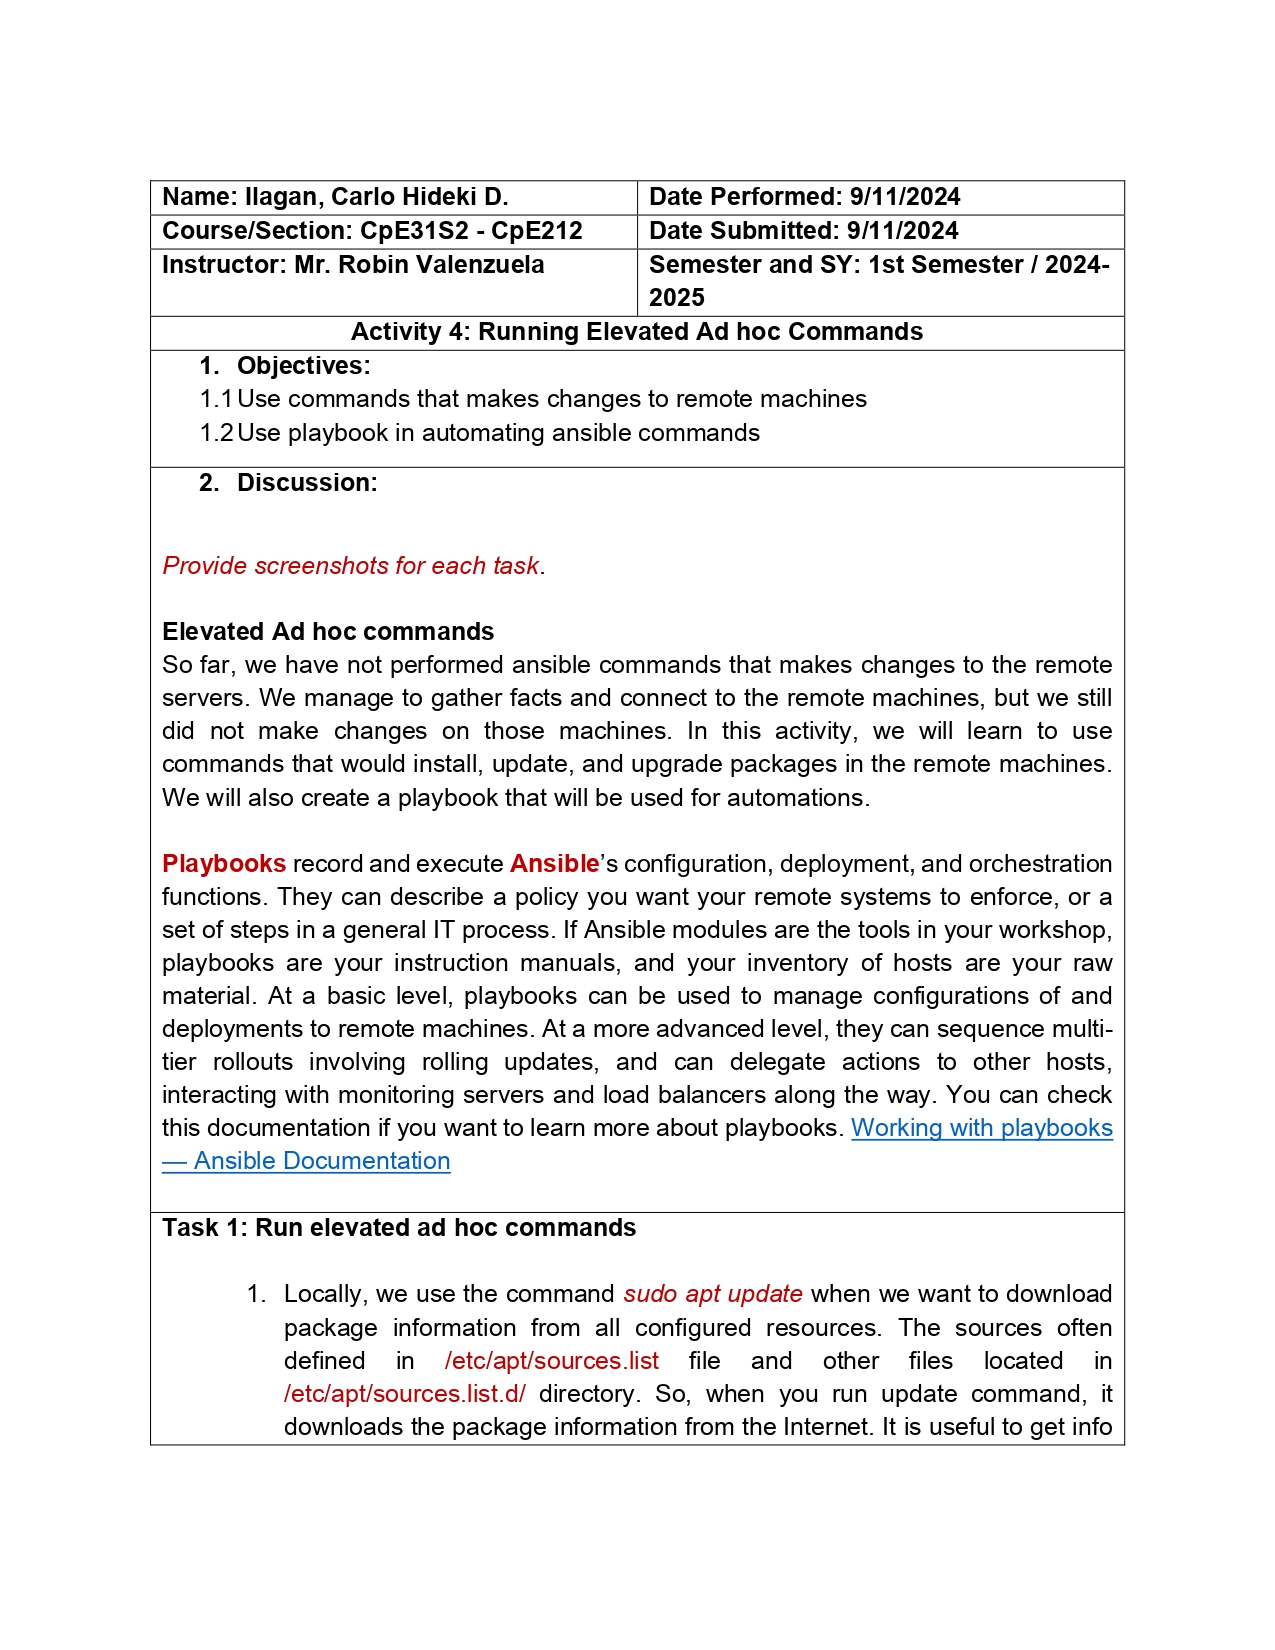 Name: Ilagan, Carlo Hideki D.
Date Performed: 9/11/2024
Course/Section: CpE31S2 - CpE212
Date Submitted: 9/11/2024
Instructor: Mr. Robin Valenzuela
Semester and SY: 1st Semester / 2024-
2025
Activity 4: Running Elevated Ad hoc Commands
1. Objectives:
1.1 Use commands that makes changes to remote machines
1.2 Use playbook in automating ansible commands
2. Discussion:
Provide screenshots for each task.
Elevated Ad hoc commands
So far, we have not performed ansible commands that makes changes to the remote
servers. We manage to gather facts and connect to the remote machines, but we still
did not make changes on those machines. In this activity, we will learn to use
commands that would install, update, and upgrade packages in the remote machines.
We will also create a playbook that will be used for automations.
Playbooks record and execute Ansible’s configuration, deployment, and orchestration
functions. They can describe a policy you want your remote systems to enforce, or a
set of steps in a general IT process. If Ansible modules are the tools in your workshop,
playbooks are your instruction manuals, and your inventory of hosts are your raw
material. At a basic level, playbooks can be used to manage configurations of and
deployments to remote machines. At a more advanced level, they can sequence multi-
tier rollouts involving rolling updates, and can delegate actions to other hosts,
interacting with monitoring servers and load balancers along the way. You can check
this documentation if you want to learn more about playbooks. Working with playbooks
— Ansible Documentation
Task 1: Run elevated ad hoc commands
1. Locally, we use the command sudo apt update when we want to download
package information from all configured resources. The sources often
defined in /etc/apt/sources.list file and other files located in
/etc/apt/sources.list.d/ directory. So, when you run update command, it
downloads the package information from the Internet. It is useful to get info